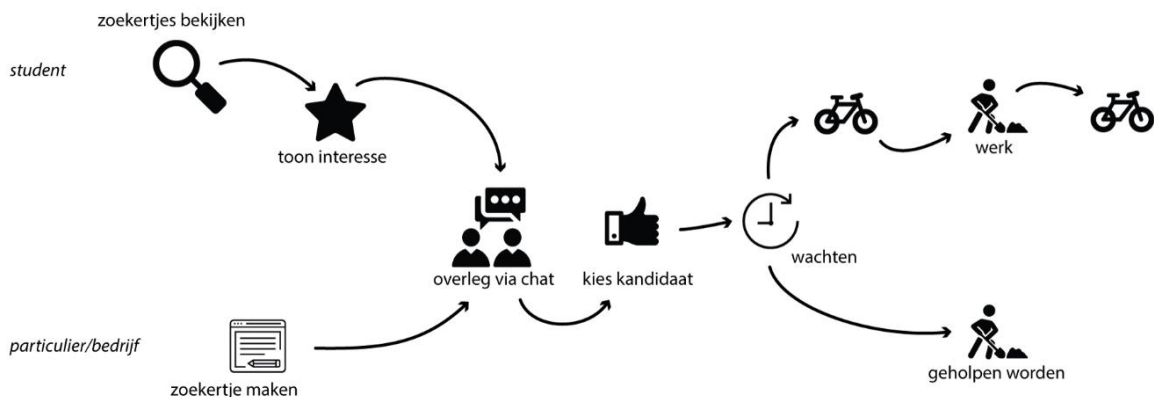 zoekertjes bekijken
student
toon interesse
werk
overleg via chat
kies kandidaat
wachten
particulier/bedrijf
zoekertje maken
geholpen worden